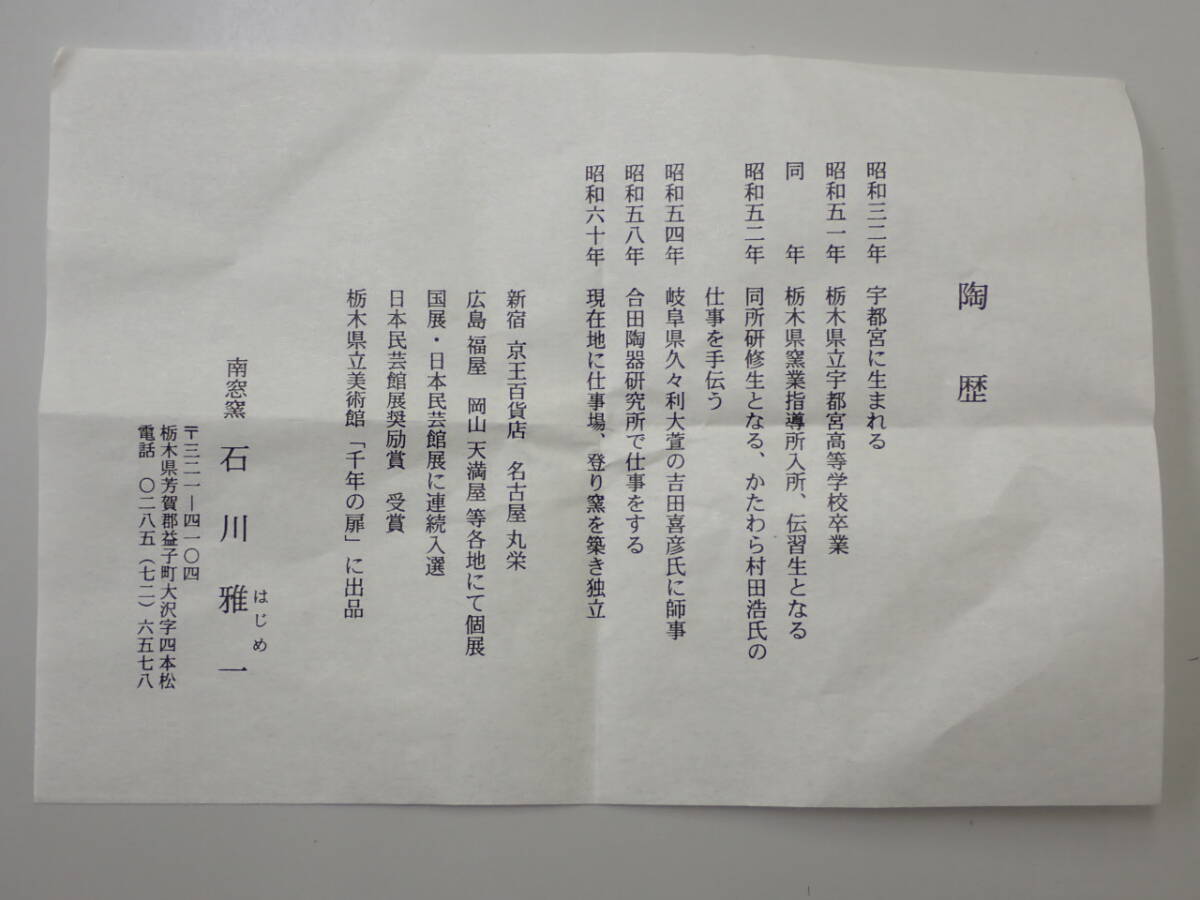 陶歴
昭和三二年 宇都宮に生まれる
昭和五一年 栃木県立宇都宮高等学校卒業
同年 栃木県窯業指導所入所、伝習生となる
昭和五二年 同所研修生となる、かたわら村田浩氏の
仕事を手伝う
昭和五四年 岐阜県久々利大萱の吉田喜彦氏に師事
昭和五八年 合田陶器研究所で仕事をする
昭和六十年 現在地に仕事場、登り窯を築き独立
新宿 京王百貨店 名古屋 丸栄
広島 福屋 岡山 天満屋 等各地にて個展
国展・日本民芸館展に連続入選
日本民芸館展奨励賞 受賞
栃木県立美術館「千年の扉」に出品
はじめ
南窓窯 石川雅一
〒三二一―四一〇四
栃木県芳賀郡益子町大沢字四本松
電話 〇二八五(七二)六五七八